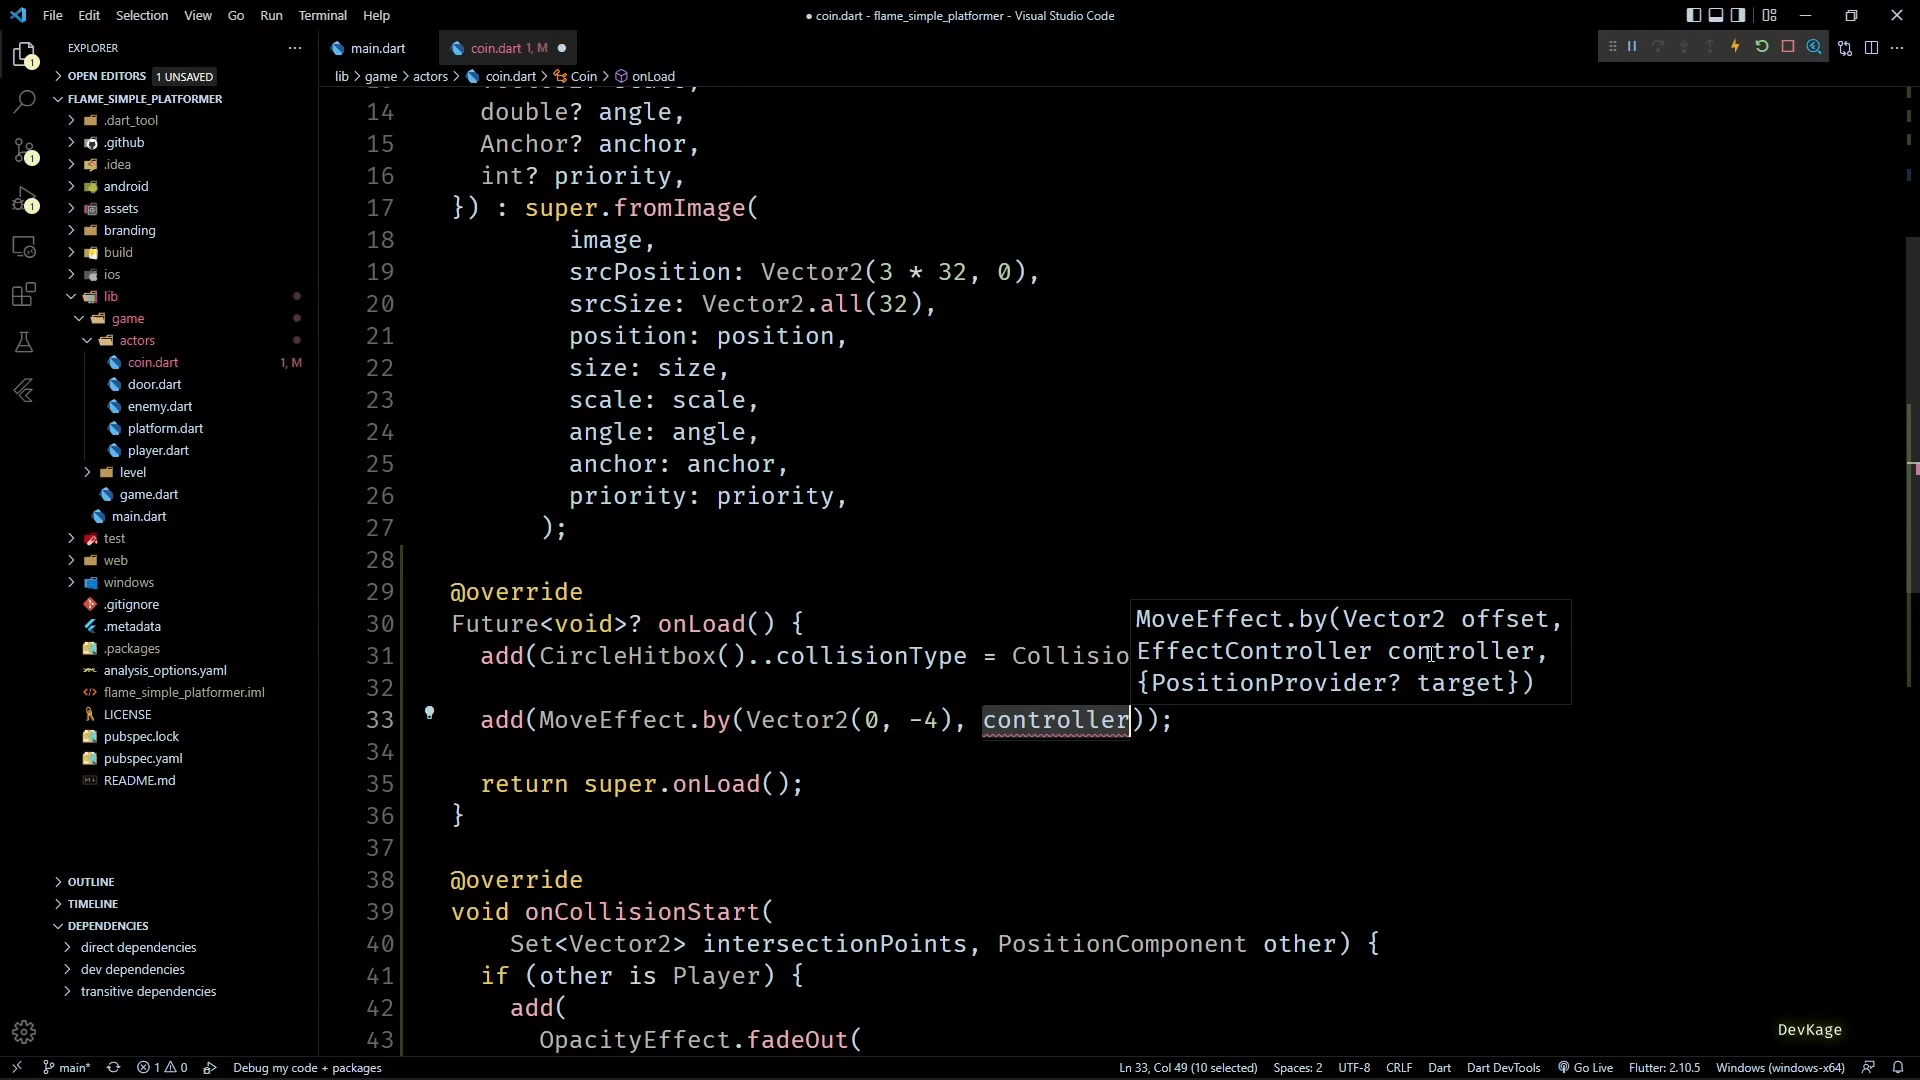 File Edit Selection View Go Run Terminal Help
● coin.dart - flame_simple_platformer - Visual Studio Code
EXPLORER
OPEN EDITORS 1 UNSAVED
FLAME_SIMPLE_PLATFORMER
.dart_tool
.github
.idea
android
assets
branding
build
ios
lib
game
actors
coin.dart 1, M
door.dart
enemy.dart
platform.dart
player.dart
level
game.dart
main.dart
test
web
windows
.gitignore
.metadata
.packages
analysis_options.yaml
flame_simple_platformer.iml
LICENSE
pubspec.lock
pubspec.yaml
README.md
OUTLINE
TIMELINE
DEPENDENCIES
direct dependencies
dev dependencies
transitive dependencies
main.dart
coin.dart 1, M
lib > game > actors > coin.dart > Coin > onLoad
14 double? angle,
15 Anchor? anchor,
16 int? priority,
17 }) : super.fromImage(
18 image,
19 srcPosition: Vector2(3 * 32, 0),
20 srcSize: Vector2.all(32),
21 position: position,
22 size: size,
23 scale: scale,
24 angle: angle,
25 anchor: anchor,
26 priority: priority,
27 );
28
29 @override
30 Future<void>? onLoad() {
31 add(CircleHitbox()..collisionType = Collisio
32
33 add(MoveEffect.by(Vector2(0, -4), controller));
34
35 return super.onLoad();
36 }
37
38 @override
39 void onCollisionStart(
40 Set<Vector2> intersectionPoints, PositionComponent other) {
41 if (other is Player) {
42 add(
43 OpacityEffect.fadeOut(
MoveEffect.by(Vector2 offset,
EffectController controller,
{PositionProvider? target})
DevKage
main* 1 0 Debug my code + packages
Ln 33, Col 49 (10 selected) Spaces: 2 UTF-8 CRLF Dart Dart DevTools Go Live Flutter: 2.10.5 Windows (windows-x64)